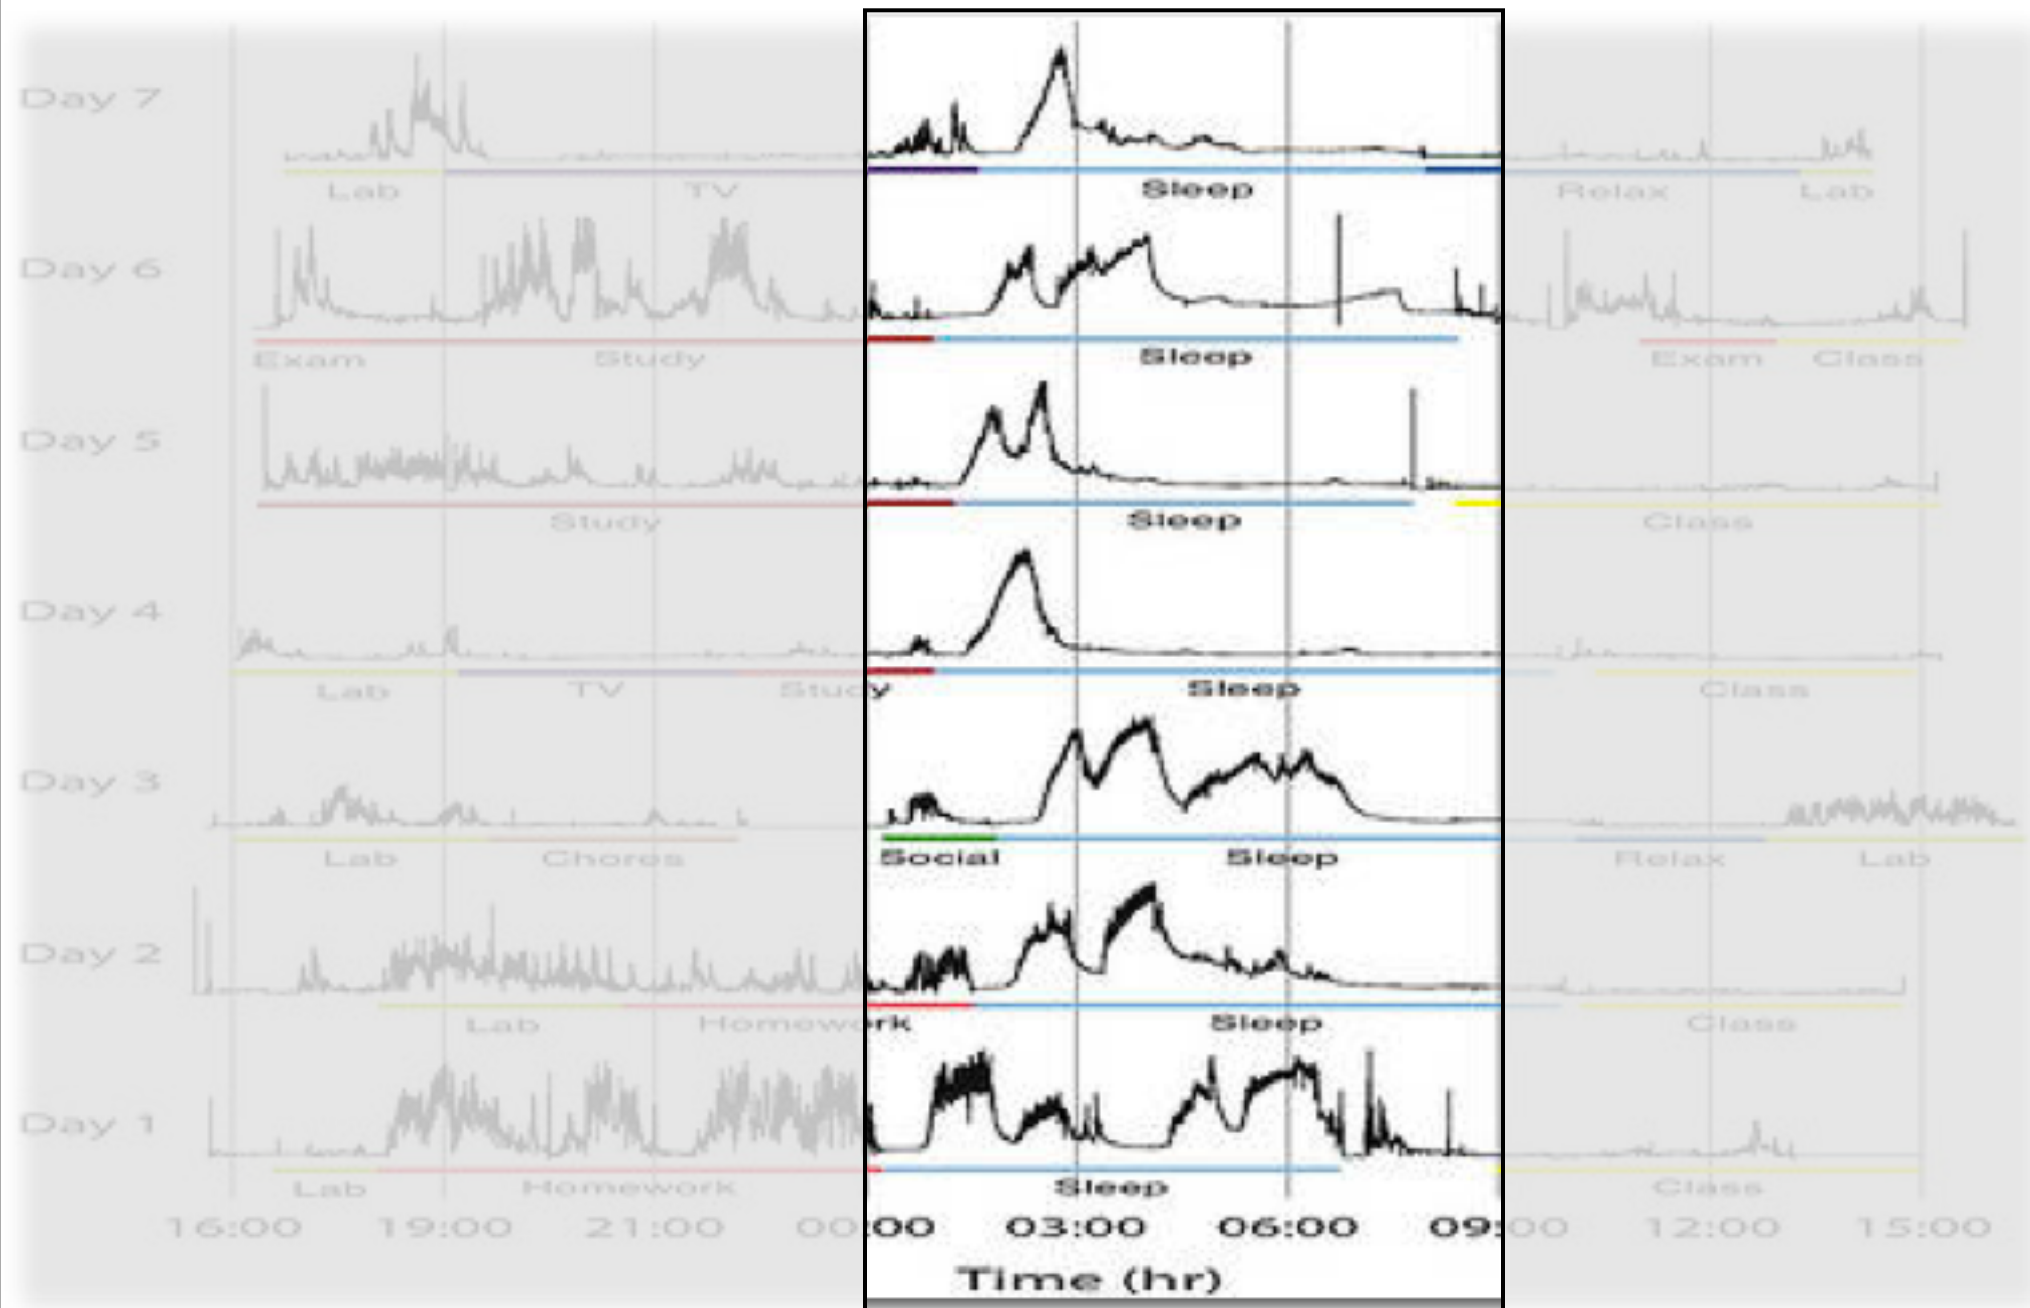 Day 7
Lab TV Sleep Relax Lab
Day 6
Exam Study Sleep Exam Class
Day 5
Study Sleep Class
Day 4
Lab TV Study Sleep Class
Day 3
Lab Chores Social Sleep Relax Lab
Day 2
Lab Homework Sleep Class
Day 1
Lab Homework Sleep Class
16:00 19:00 21:00 00:00 03:00 06:00 09:00 12:00 15:00
Time (hr)